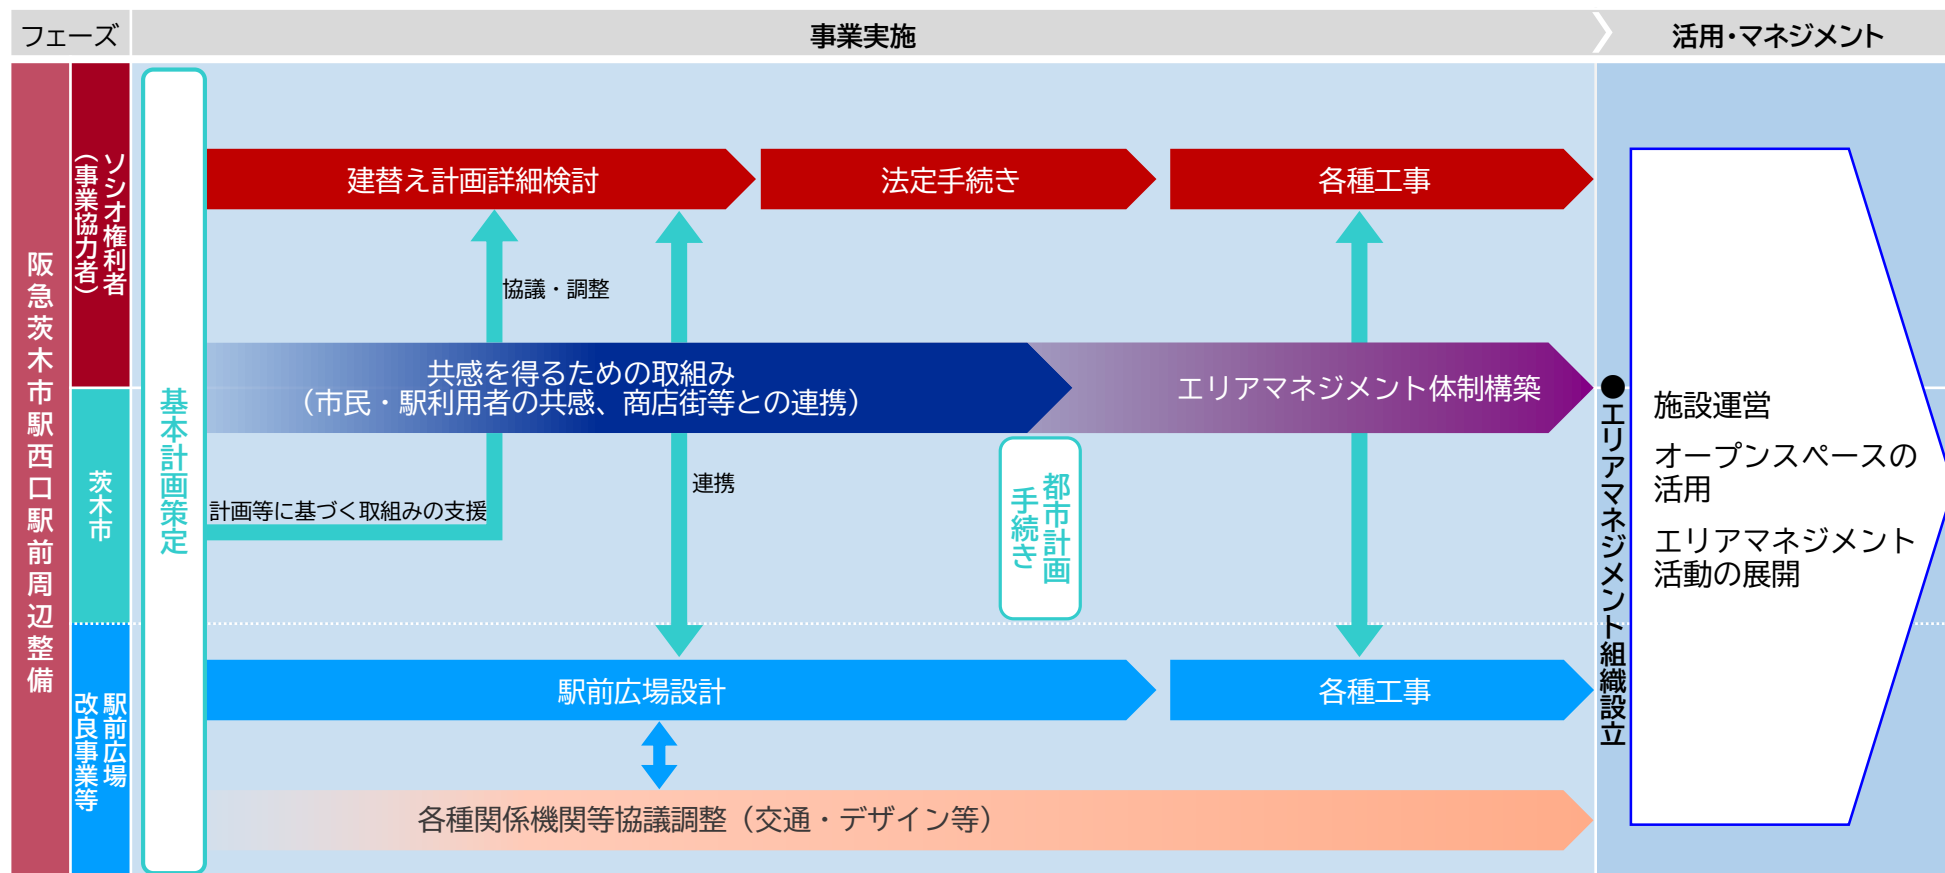 フェーズ
事業実施
活用・マネジメント
阪急茨木市駅西口駅前周辺整備
ソシオ権利者
（事業協力者）
茨木市
駅前広場
改良事業等
基本計画策定
建替え計画詳細検討
法定手続き
各種工事
協議・調整
共感を得るための取組み
（市民・駅利用者の共感、商店街等との連携）
エリアマネジメント体制構築
計画等に基づく取組みの支援
連携
都市計画
手続き
駅前広場設計
各種工事
各種関係機関等協議調整（交通・デザイン等）
●エリアマネジメント組織設立
施設運営
オープンスペースの
活用
エリアマネジメント
活動の展開